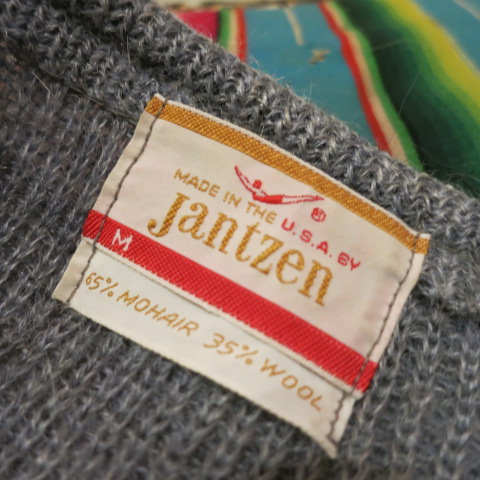 MADE IN THE U.S.A. BY
Jantzen
M
65% MOHAIR 35% WOOL